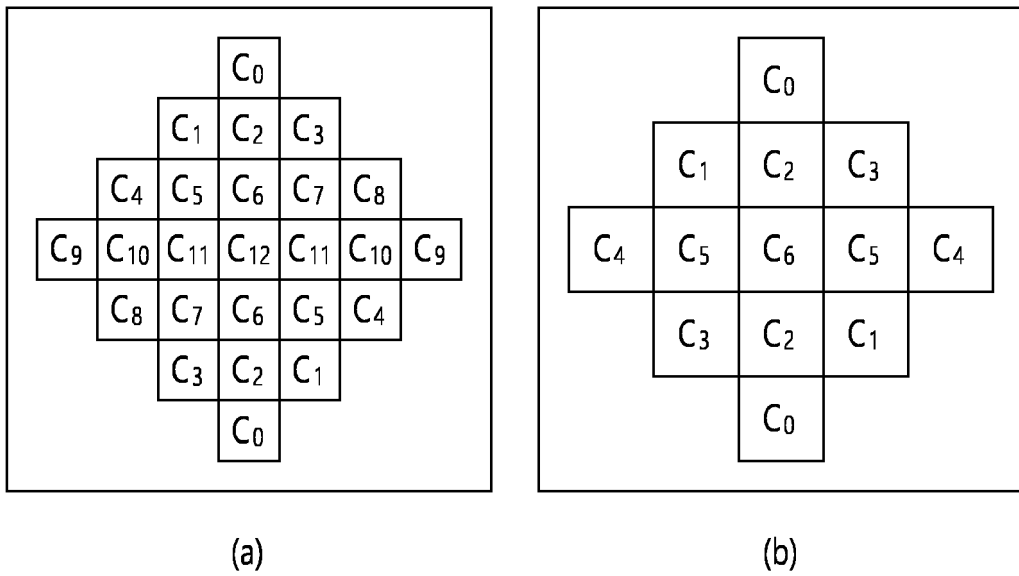 C₀ C₀
C₁ C₂ C₃ C₁ C₂ C₃
C₄ C₅ C₆ C₇ C₈
C₉ C₁₀ C₁₁ C₁₂ C₁₁ C₁₀ C₉ C₄ C₅ C₆ C₅ C₄
C₈ C₇ C₆ C₅ C₄
C₃ C₂ C₁ C₃ C₂ C₁
C₀ C₀
(a) (b)